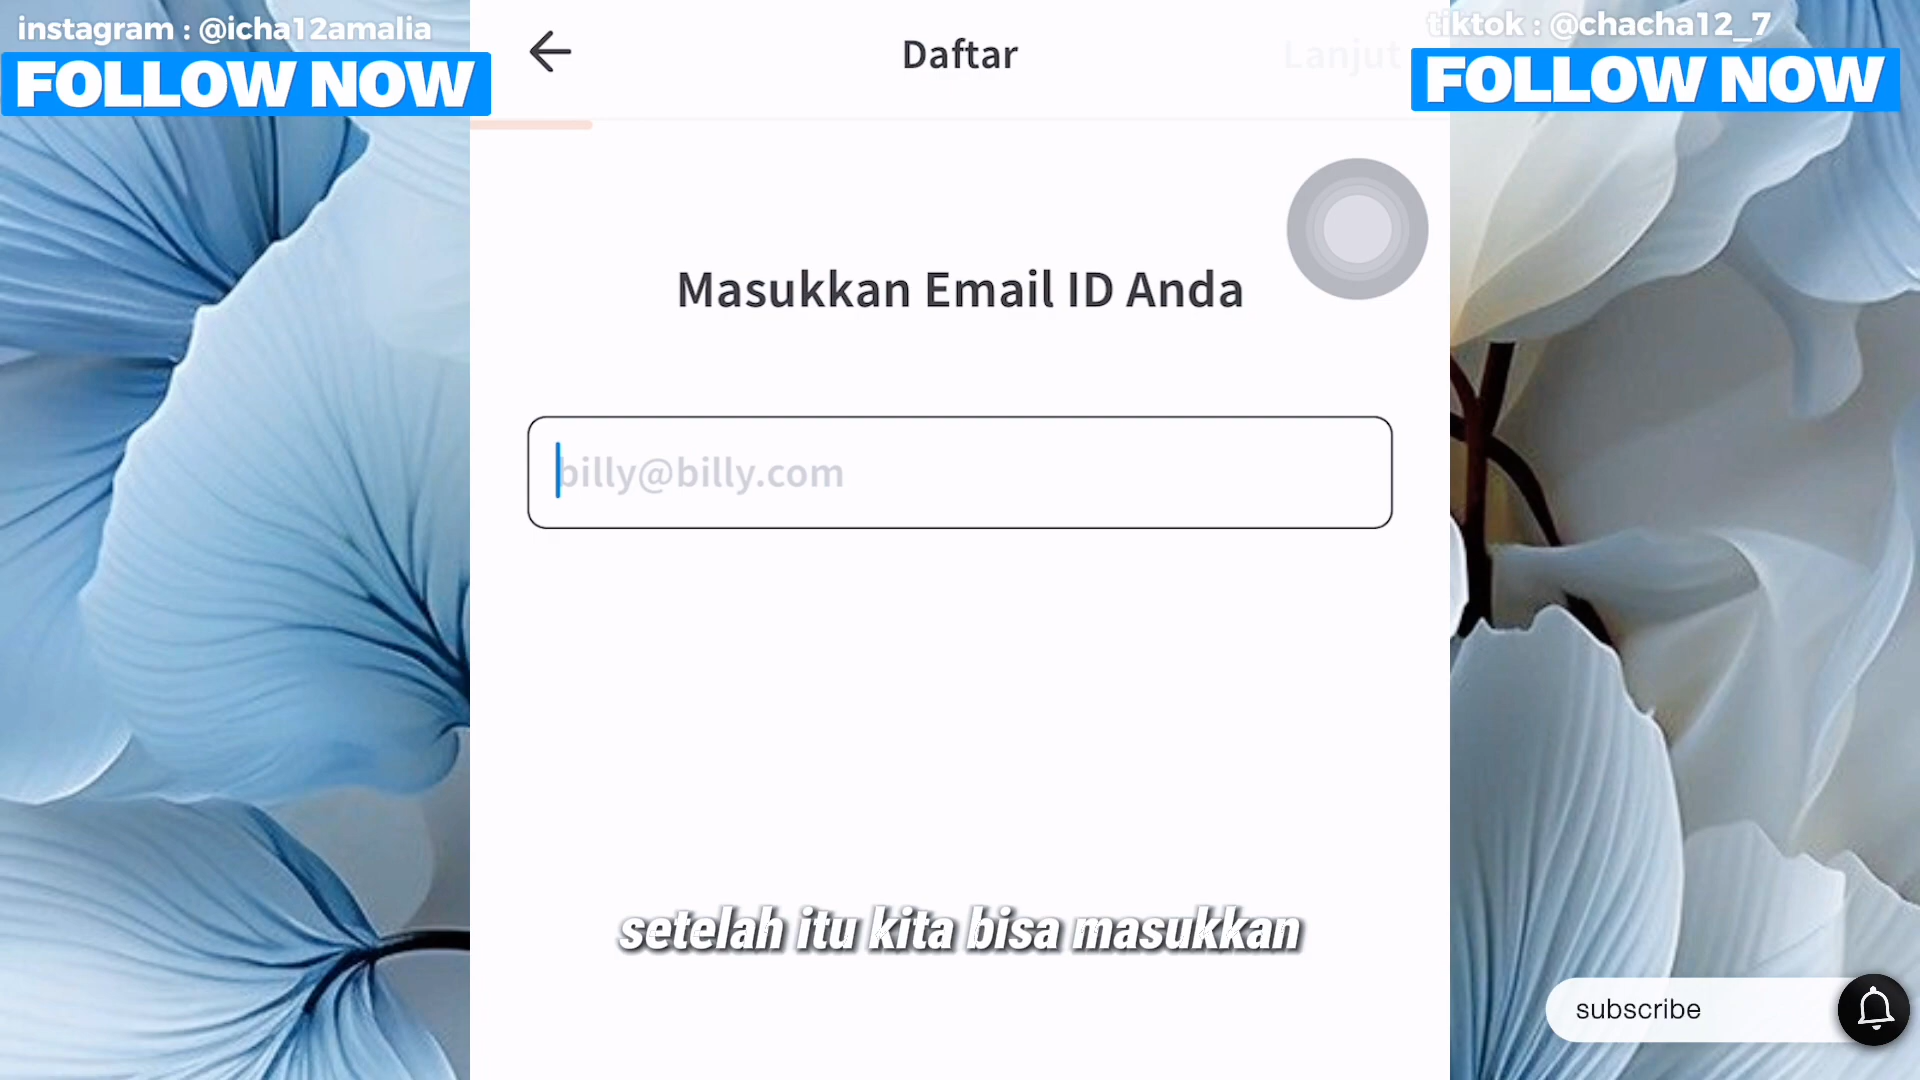 instagram : @icha12amalia
FOLLOW NOW
tiktok : @chacha12_7
FOLLOW NOW
Daftar
Lanjut
Masukkan Email ID Anda
billy@billy.com
setelah itu kita bisa masukkan
subscribe